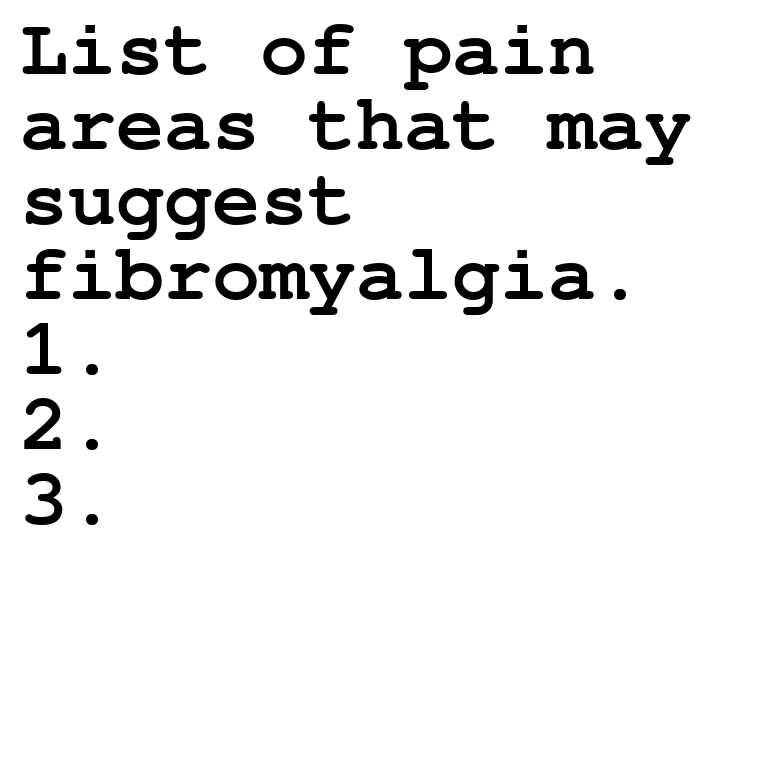 List of pain
areas that may
suggest
fibromyalgia.
1.
2.
3.